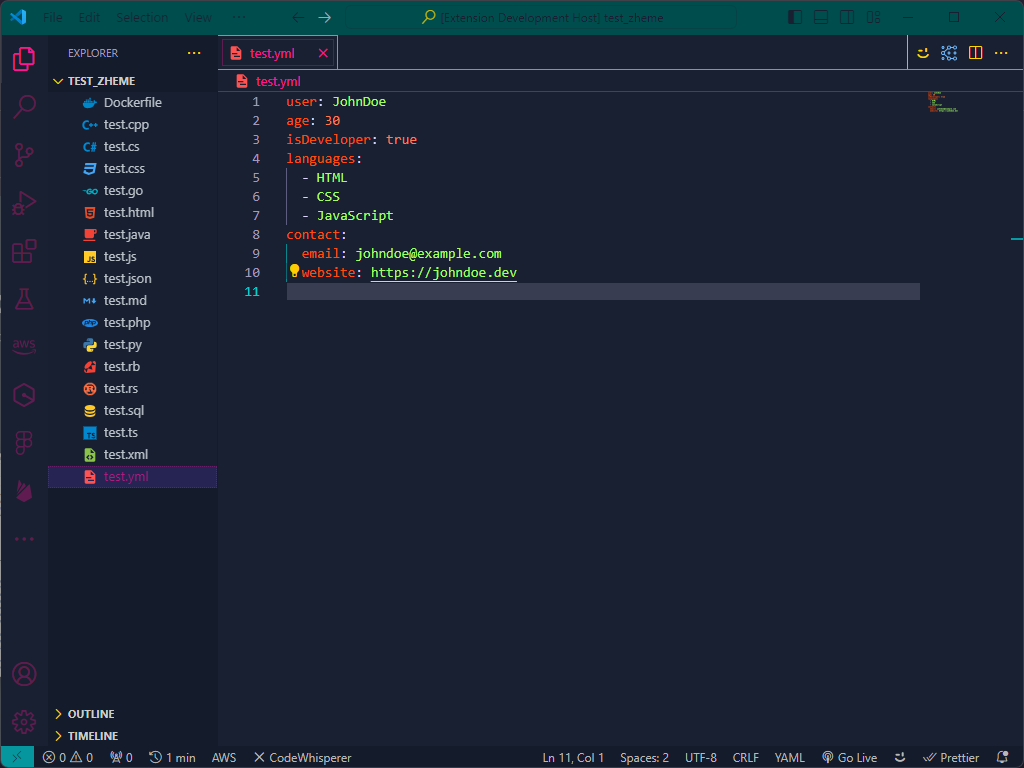 File Edit Selection View ··· [Extension Development Host] test_zheme
EXPLORER ···
TEST_ZHEME
Dockerfile
test.cpp
test.cs
test.css
test.go
test.html
test.java
test.js
test.json
test.md
test.php
test.py
test.rb
test.rs
test.sql
test.ts
test.xml
test.yml
OUTLINE
TIMELINE
aws
test.yml
test.yml
1 user: JohnDoe
2 age: 30
3 isDeveloper: true
4 languages:
5 - HTML
6 - CSS
7 - JavaScript
8 contact:
9 email: johndoe@example.com
10 website: https://johndoe.dev
11
0 0 0 1 min AWS CodeWhisperer Ln 11, Col 1 Spaces: 2 UTF-8 CRLF YAML Go Live Prettier